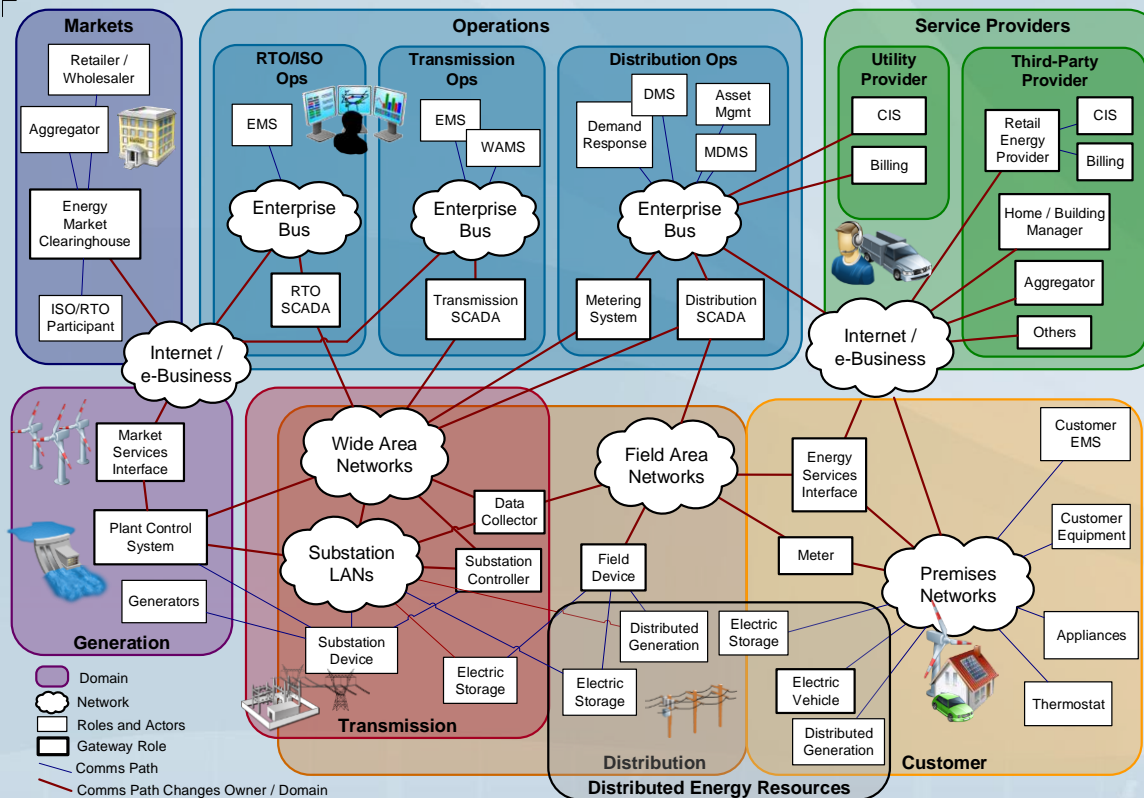 Markets
Retailer /
Wholesaler
Aggregator
Energy
Market
Clearinghouse
ISO/RTO
Participant
Internet /
e-Business
Operations
RTO/ISO
Ops
EMS
Enterprise
Bus
RTO
SCADA
Transmission
Ops
EMS
WAMS
Enterprise
Bus
Transmission
SCADA
Distribution Ops
DMS
Asset
Mgmt
Demand
Response
MDMS
Enterprise
Bus
Metering
System
Distribution
SCADA
Service Providers
Utility
Provider
CIS
Billing
Third-Party
Provider
Retail
Energy
Provider
CIS
Billing
Home / Building
Manager
Aggregator
Others
Internet /
e-Business
Market
Services
Interface
Plant Control
System
Generators
Generation
Wide Area
Networks
Substation
LANs
Data
Collector
Substation
Controller
Substation
Device
Electric
Storage
Transmission
Field Area
Networks
Field
Device
Distributed
Generation
Electric
Storage
Distribution
Energy
Services
Interface
Meter
Premises
Networks
Customer
EMS
Customer
Equipment
Appliances
Thermostat
Electric
Storage
Electric
Vehicle
Distributed
Generation
Customer
Distributed Energy Resources
Domain
Network
Roles and Actors
Gateway Role
Comms Path
Comms Path Changes Owner / Domain